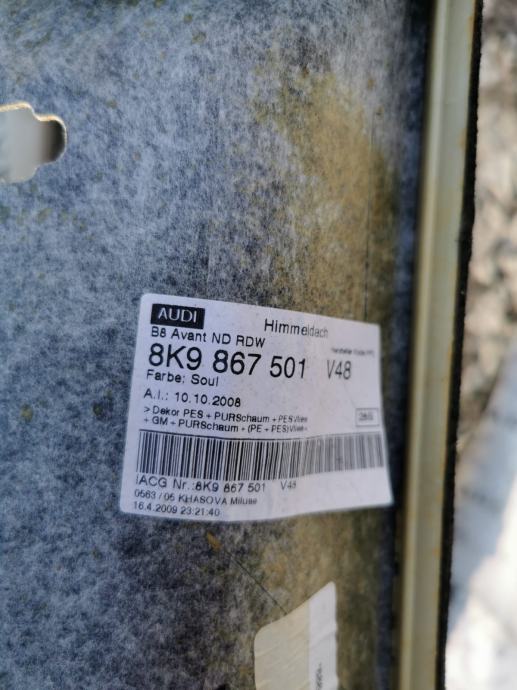 AUDI
Himmeldach
B8 Avant ND RDW
8K9 867 501 V48
Farbe: Soul
A.I.: 10.10.2008
> Dekor PES + PURSchaum + PESVlies
+ GM + PURSchaum + (PE + PES)Vlies <
IACG Nr.:8K9 867 501 V48
0563 / 05 KHASOVA Miluse
16.4.2009 23:21:40